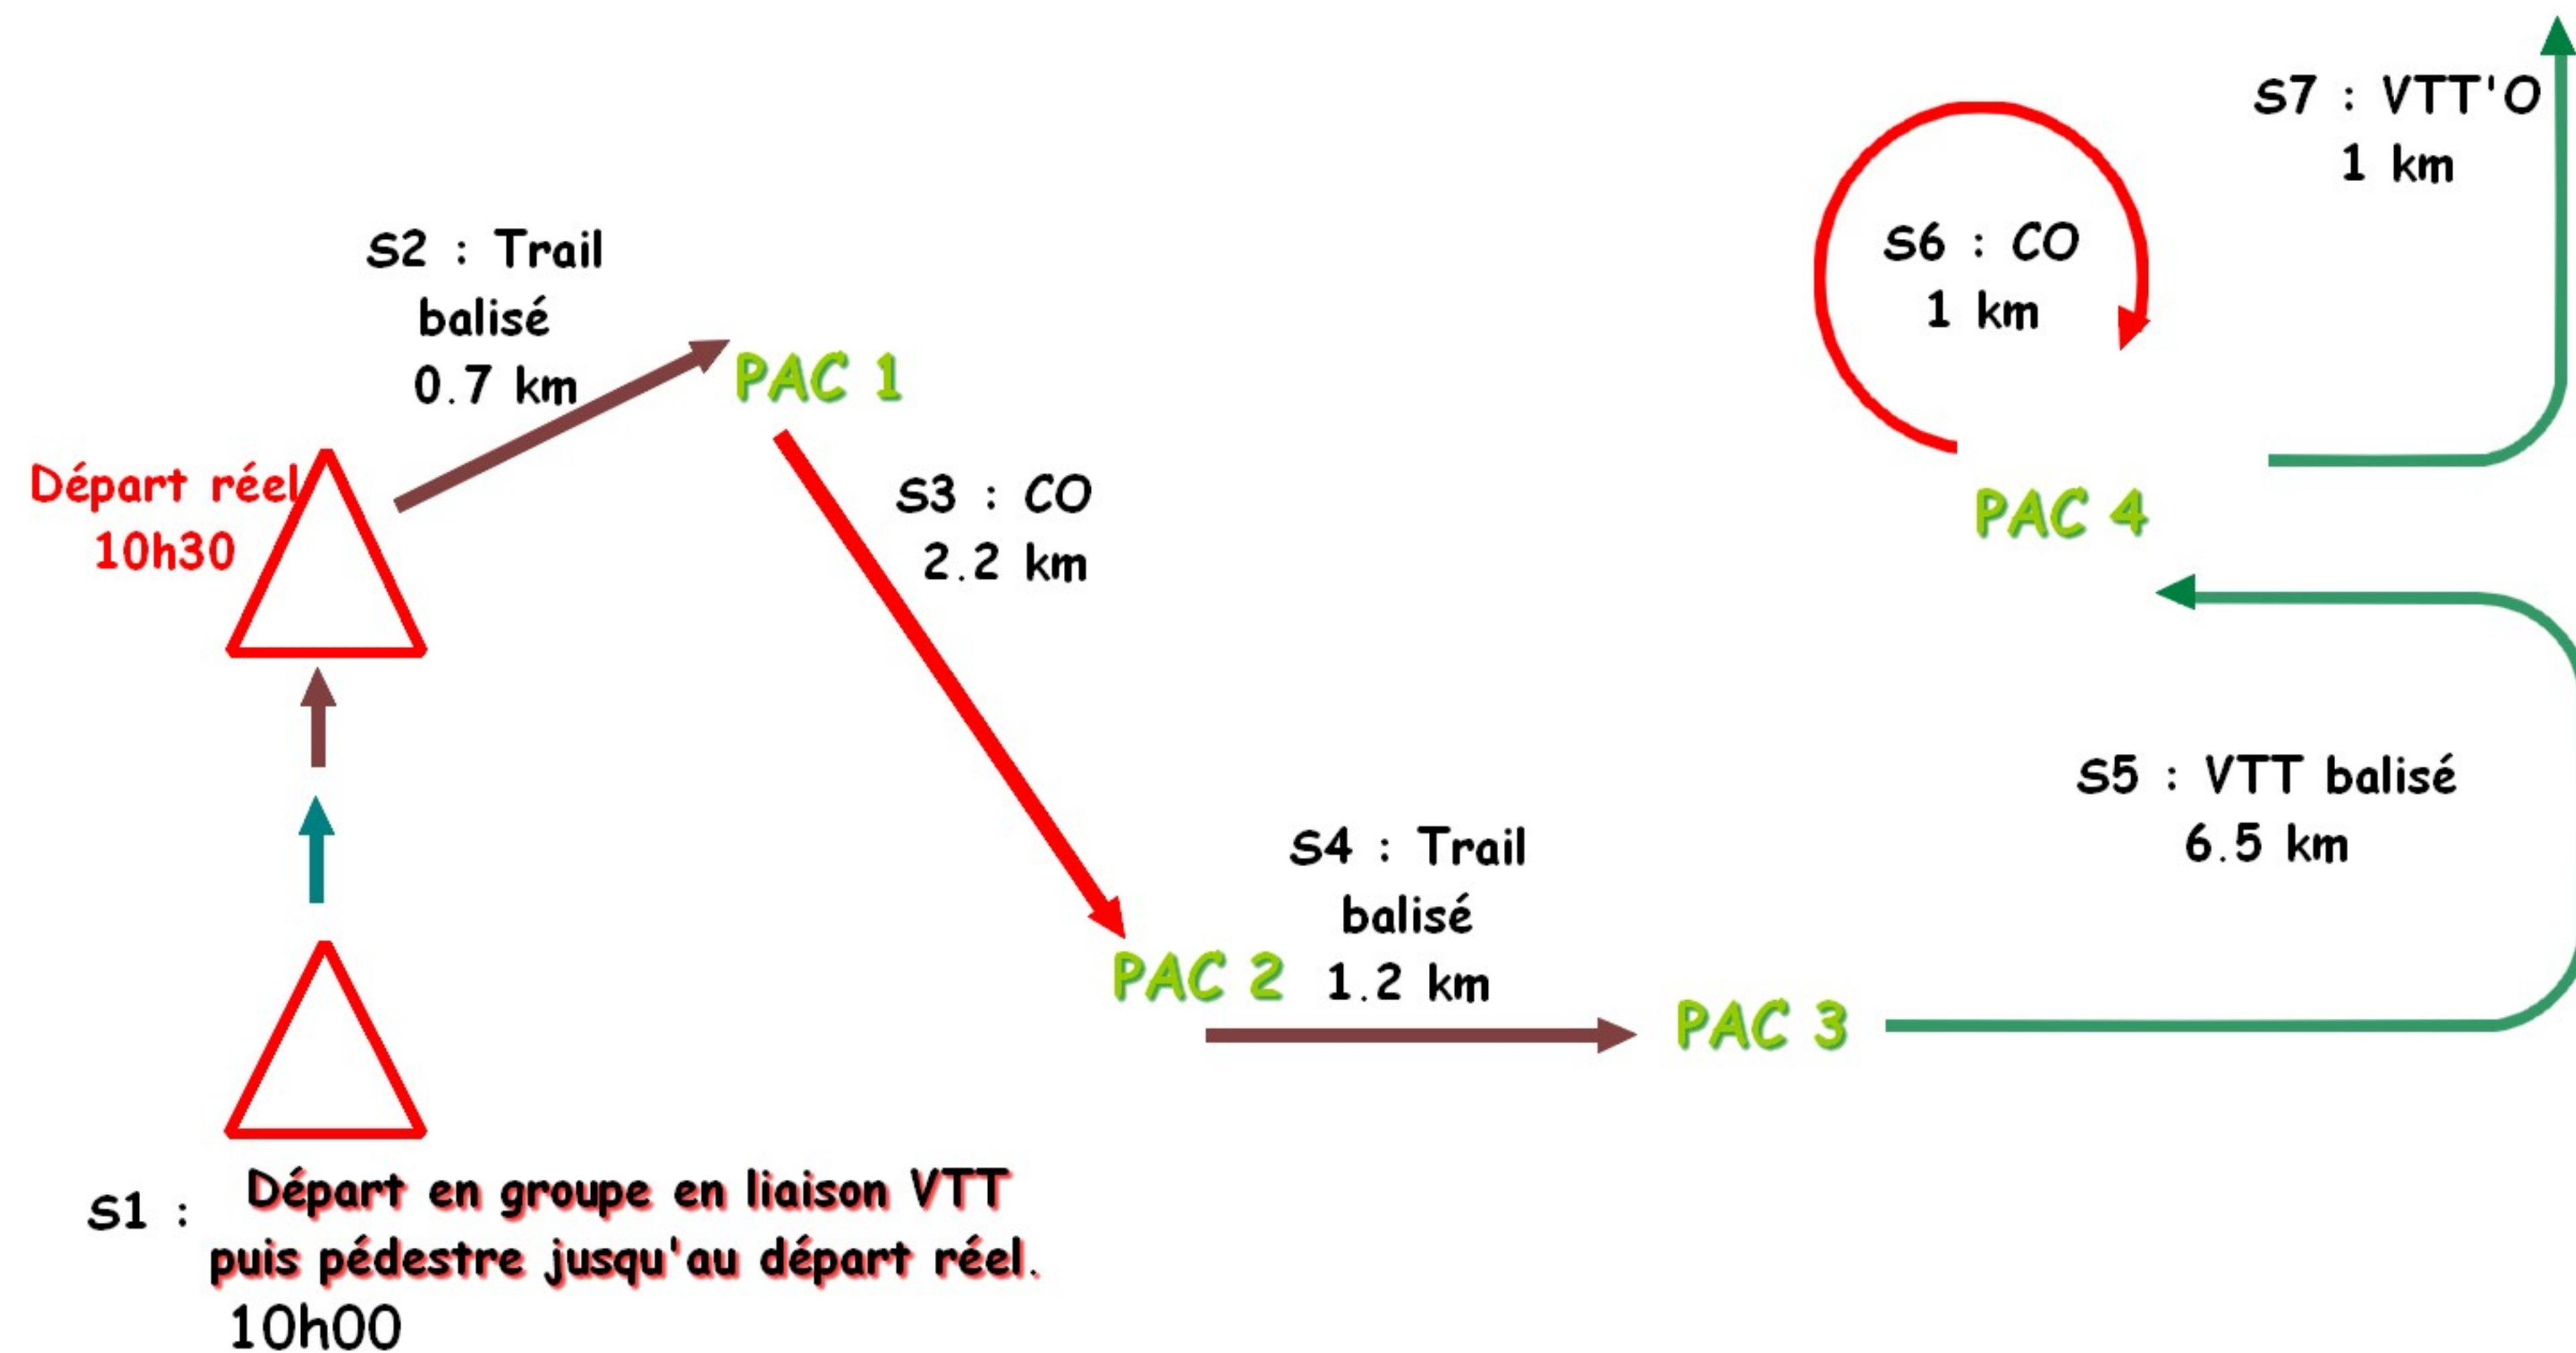 S2 : Trail
balisé
0.7 km
PAC 1
Départ réel
10h30
S3 : CO
2.2 km
S4 : Trail
balisé
1.2 km
PAC 2
PAC 3
S5 : VTT balisé
6.5 km
PAC 4
S6 : CO
1 km
S7 : VTT'O
1 km
S1 :
Départ en groupe en liaison VTT
puis pédestre jusqu'au départ réel.
10h00